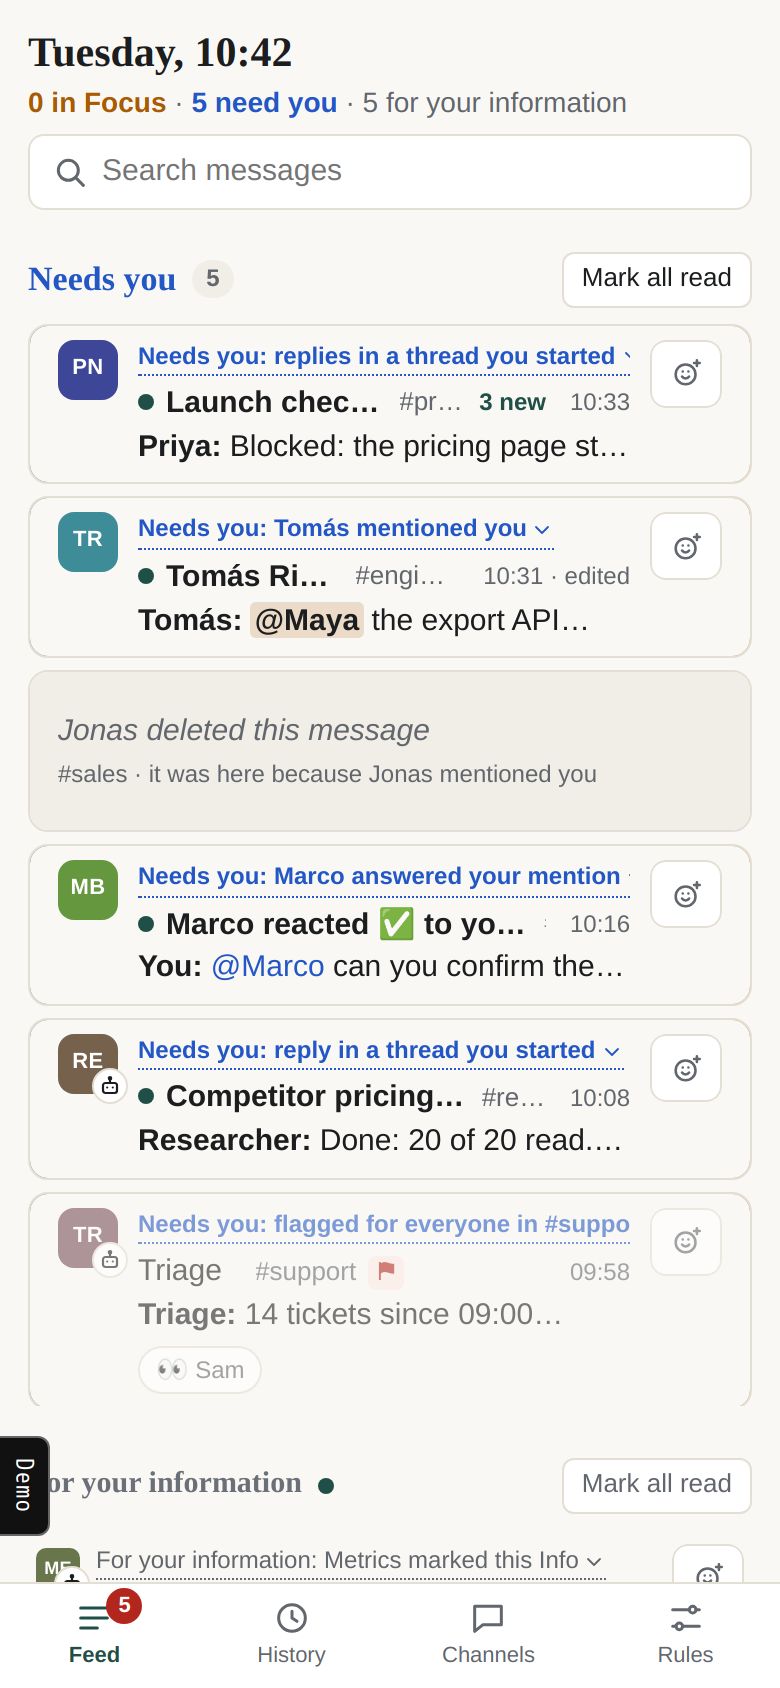 Tuesday, 10:42
0 in Focus · 5 need you · 5 for your information
Search messages
Needs you 5 Mark all read
PN Needs you: replies in a thread you started
Launch chec… #pr… 3 new 10:33
Priya: Blocked: the pricing page st…
TR Needs you: Tomás mentioned you
Tomás Ri… #engi… 10:31 · edited
Tomás: @Maya the export API…
Jonas deleted this message
#sales · it was here because Jonas mentioned you
MB Needs you: Marco answered your mention
Marco reacted ✅ to yo… 10:16
You: @Marco can you confirm the…
RE Needs you: reply in a thread you started
Competitor pricing… #re… 10:08
Researcher: Done: 20 of 20 read.…
TR Needs you: flagged for everyone in #suppo
Triage #support 09:58
Triage: 14 tickets since 09:00…
👀 Sam
Demo
or your information Mark all read
For your information: Metrics marked this Info
5
Feed History Channels Rules